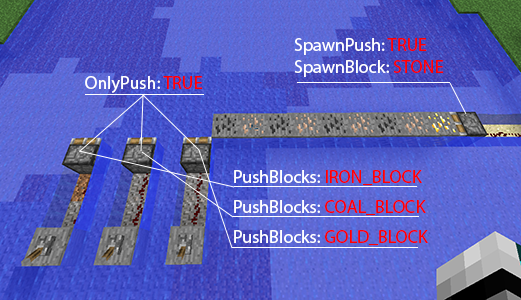 SpawnPush: TRUE
SpawnBlock: STONE
OnlyPush: TRUE
PushBlocks: IRON_BLOCK
PushBlocks: COAL_BLOCK
PushBlocks: GOLD_BLOCK